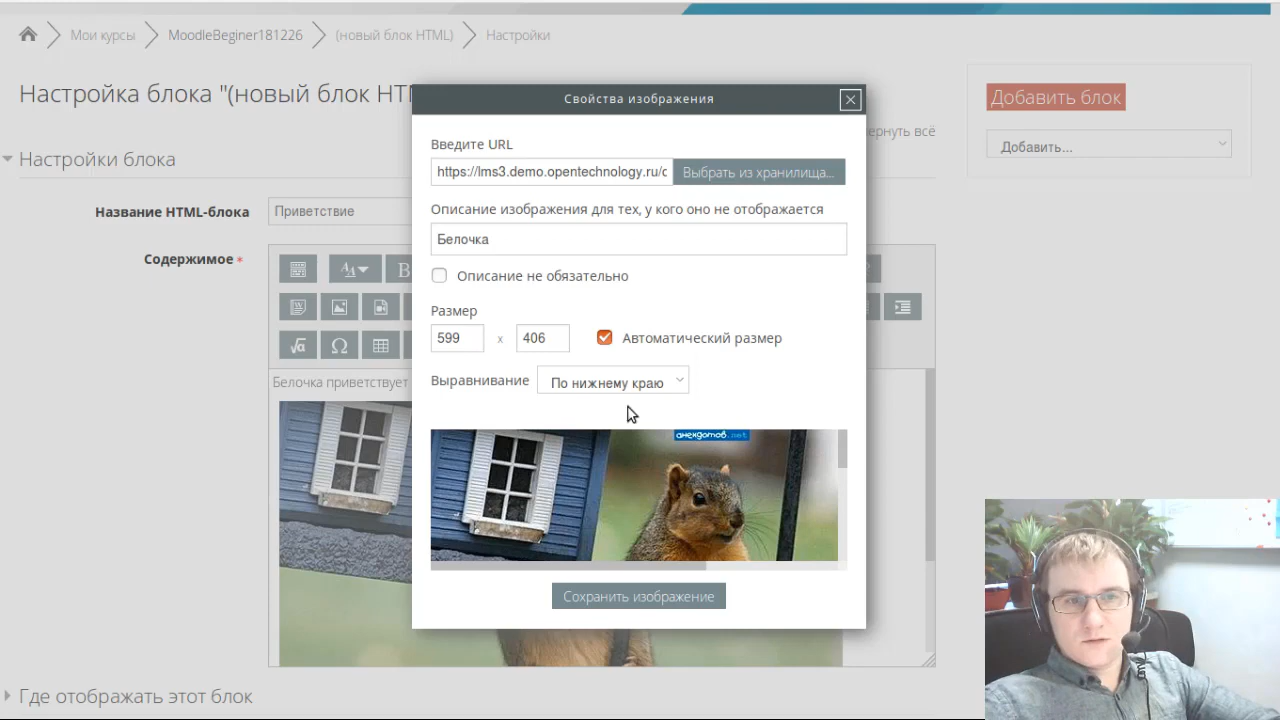 Мои курсы
MoodleBeginer181226
(новый блок HTML)
Настройки
Настройка блока "(новый блок HTM
Свойства изображения
Добавить блок
Добавить...
ернуть всё
Настройки блока
Введите URL
https://lms3.demo.opentechnology.ru/c
Выбрать из хранилища...
Название HTML-блока
Приветствие
Описание изображения для тех, у кого оно не отображается
Белочка
Содержимое *
Описание не обязательно
Размер
599 x 406
Автоматический размер
Выравнивание
По нижнему краю
Белочка приветствует
анекдотов.net
Сохранить изображение
Где отображать этот блок